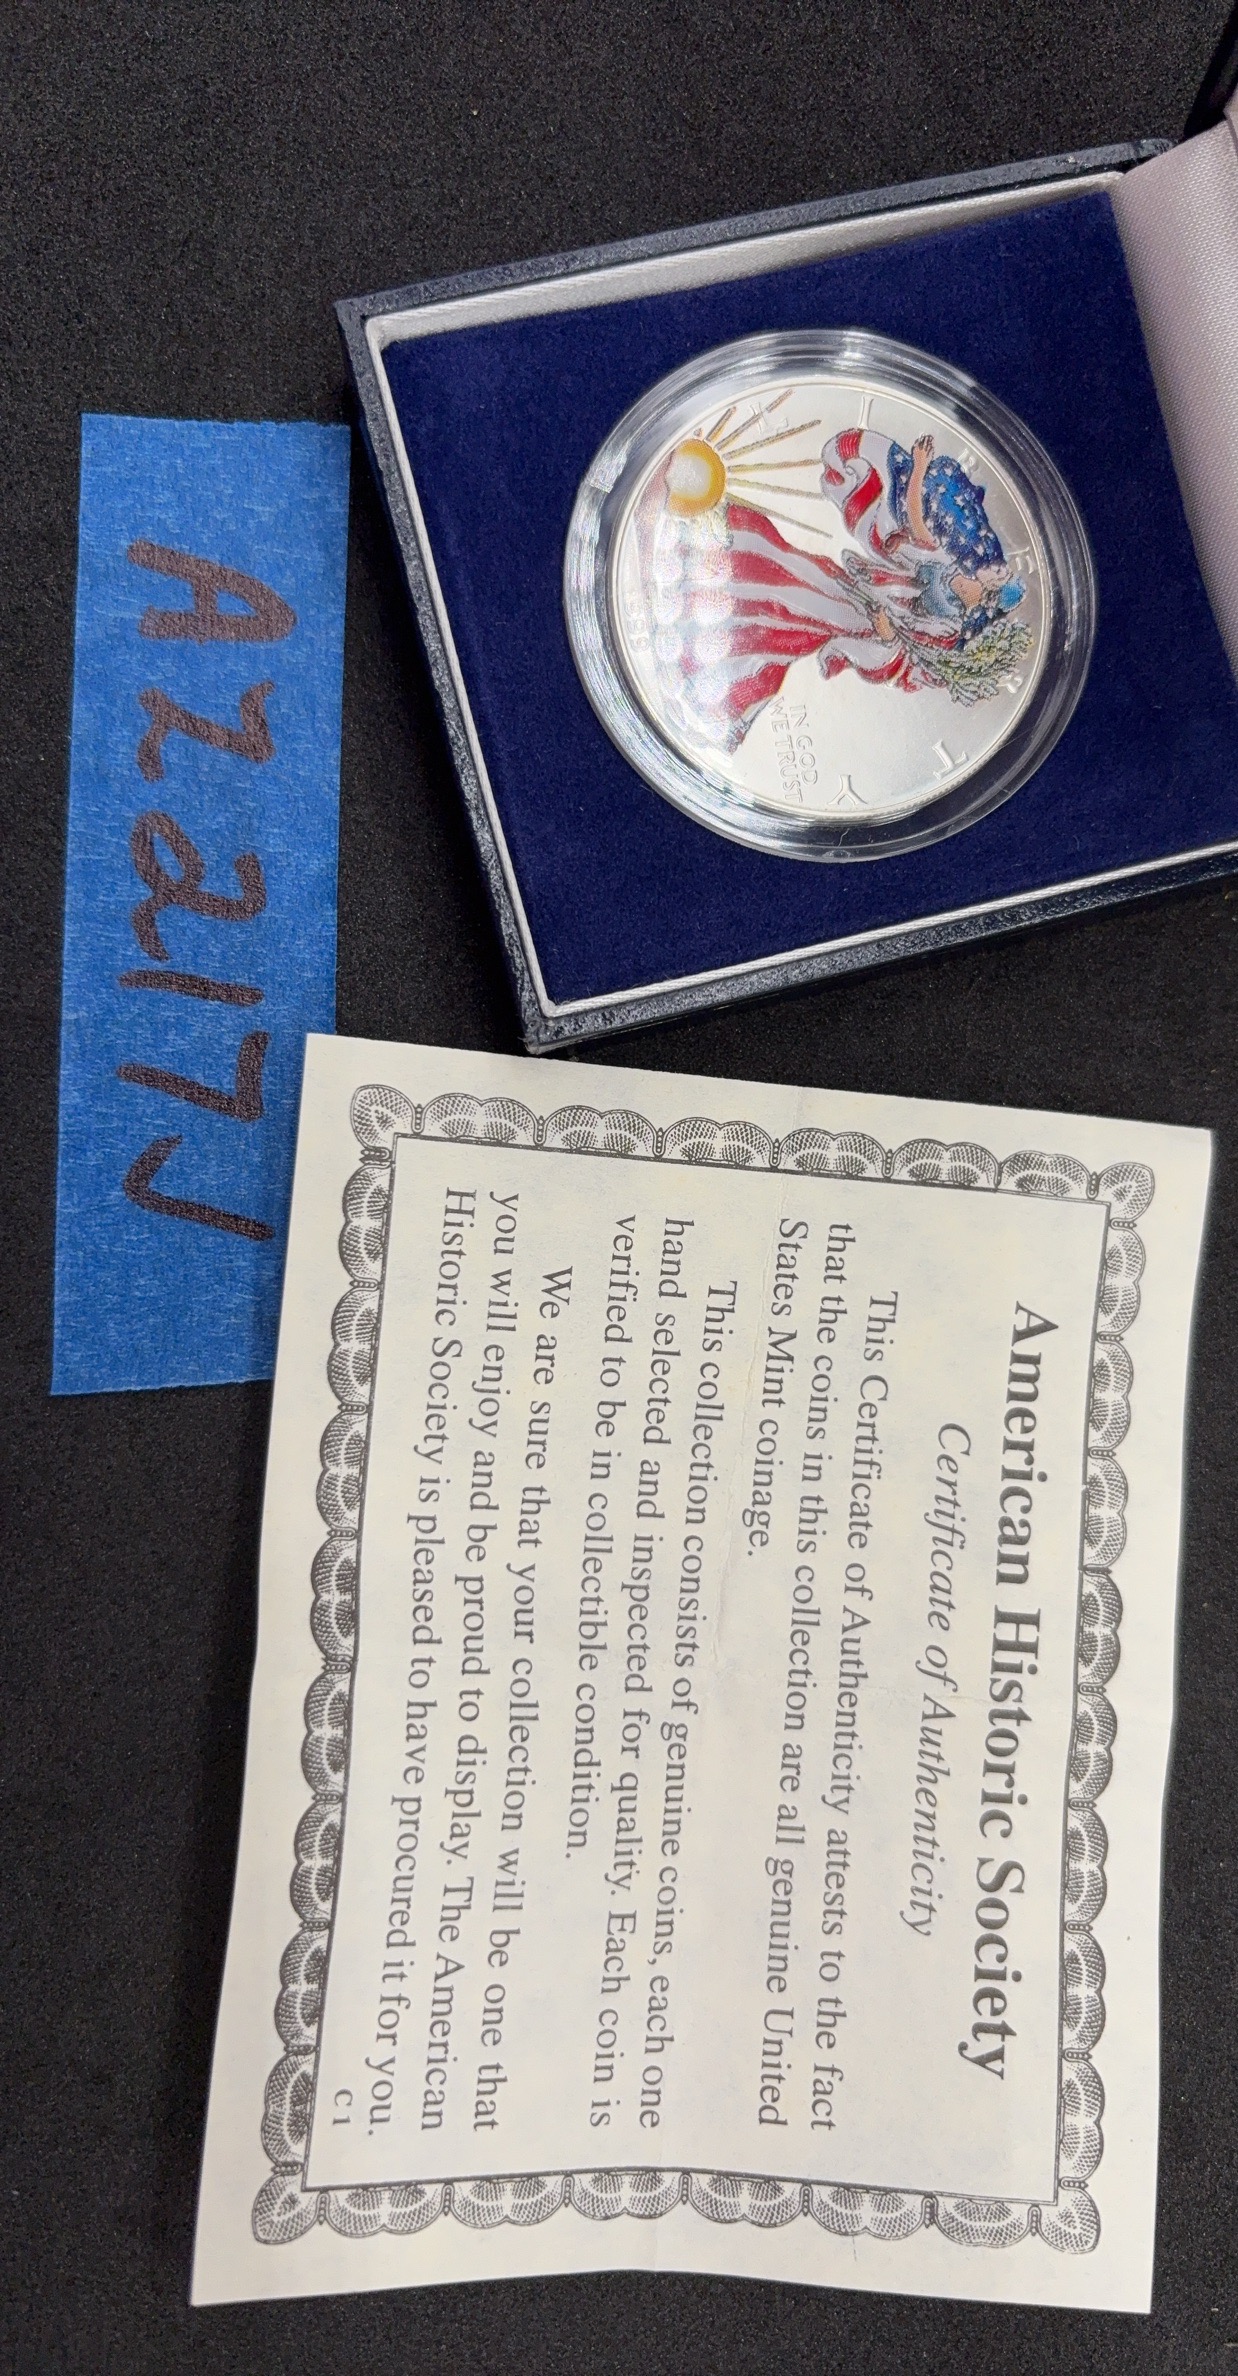 LIBERTY
IN GOD
WE TRUST
1999
AZ217J
American Historic Society
Certificate of Authenticity
This Certificate of Authenticity attests to the fact
that the coins in this collection are all genuine United
States Mint coinage.
This collection consists of genuine coins, each one
hand selected and inspected for quality. Each coin is
verified to be in collectible condition.
We are sure that your collection will be one that
you will enjoy and be proud to display. The American
Historic Society is pleased to have procured it for you.
C1